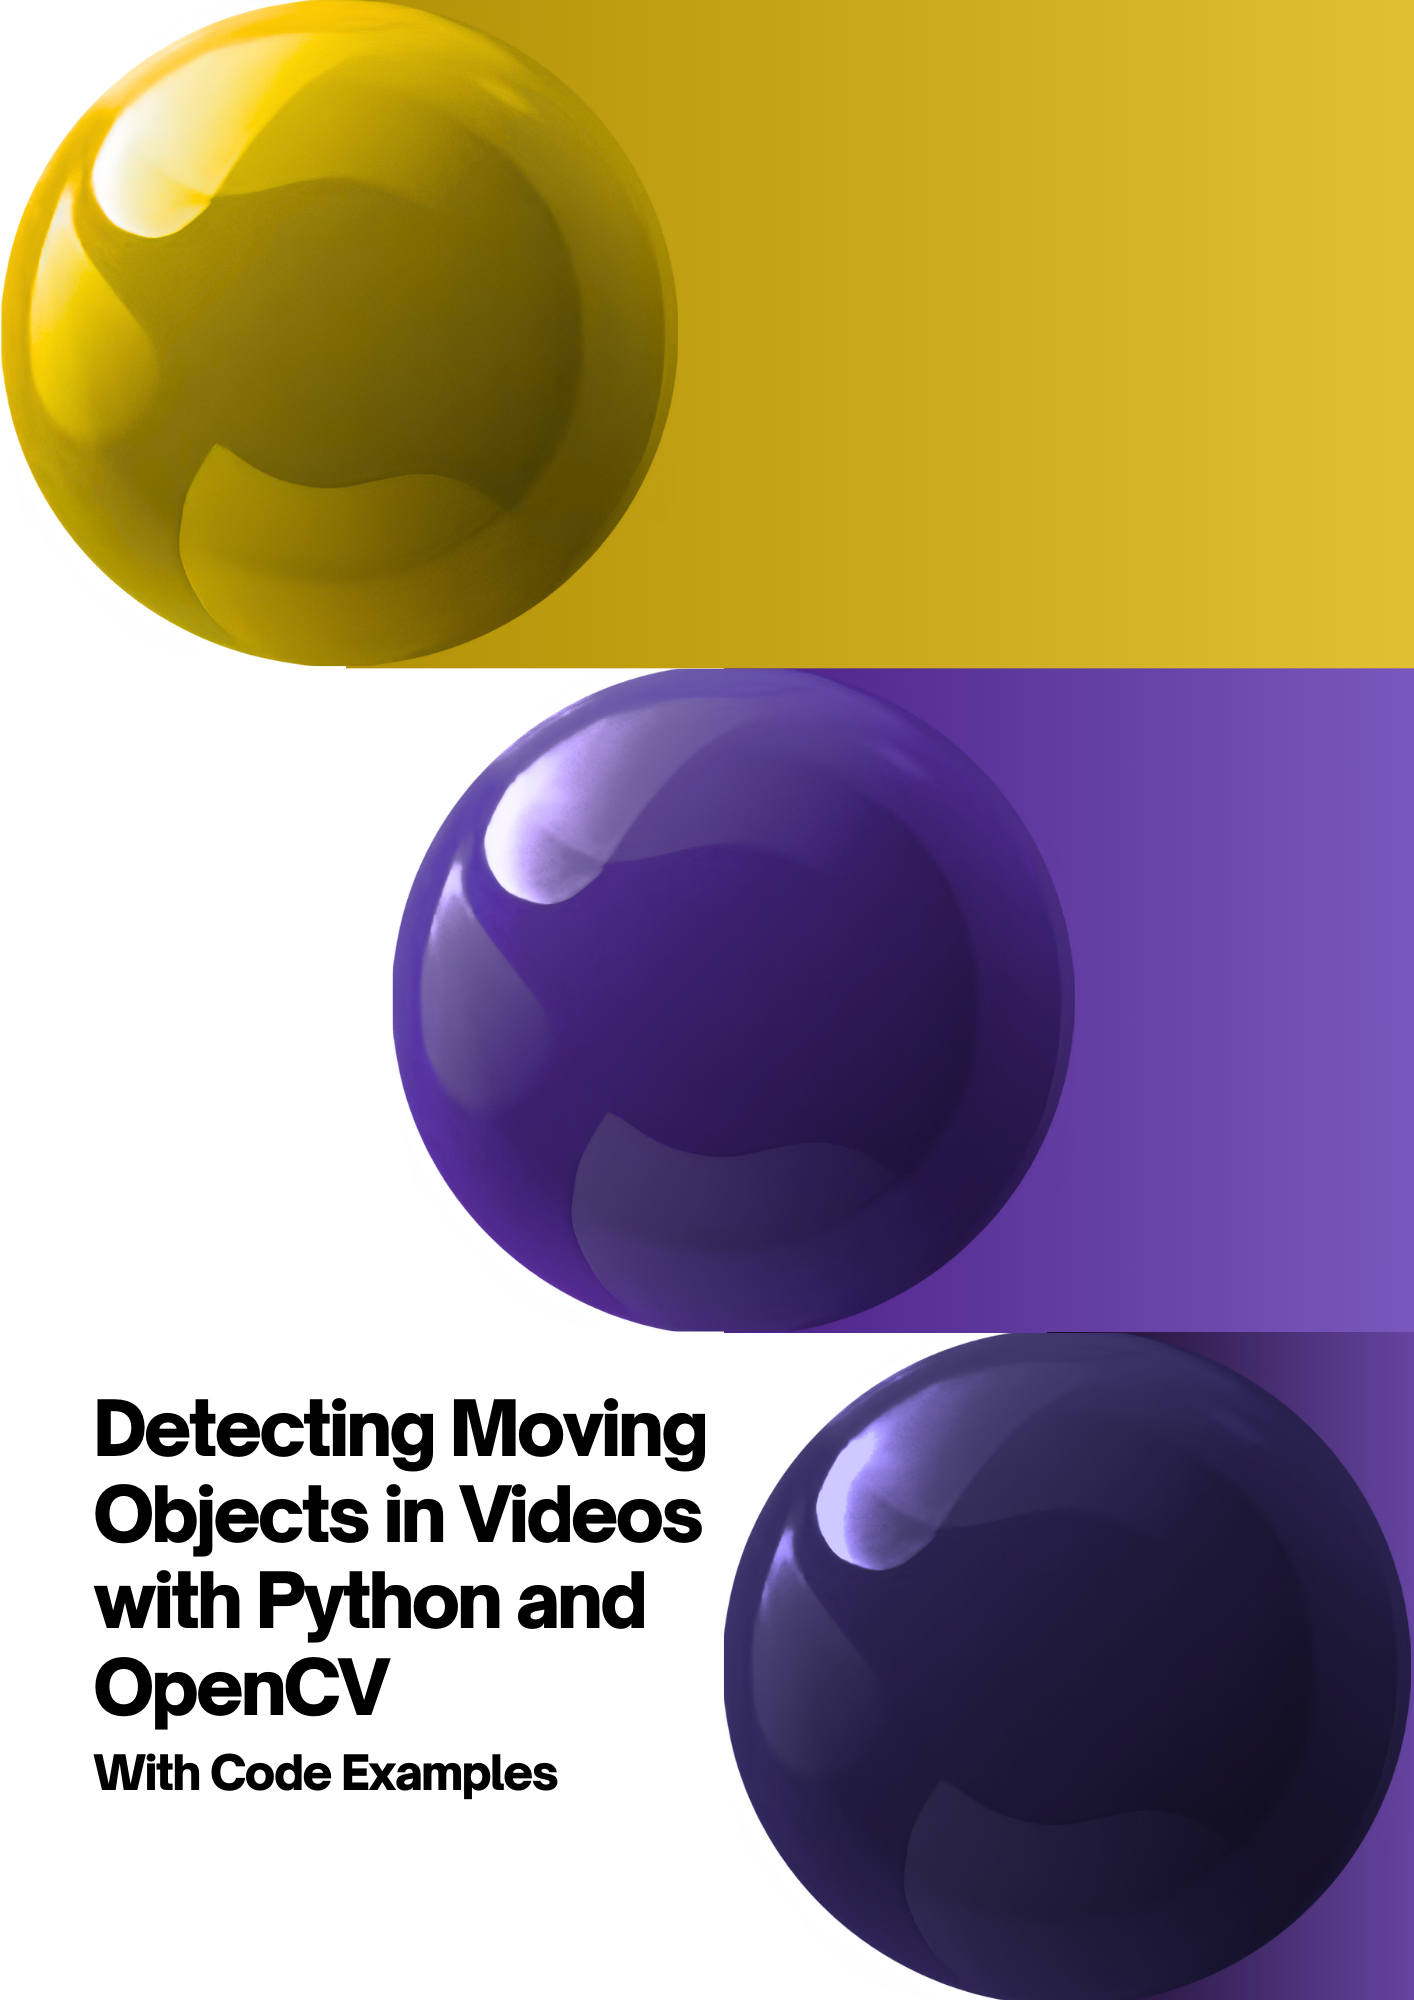 Detecting Moving
Objects in Videos
with Python and
OpenCV
With Code Examples